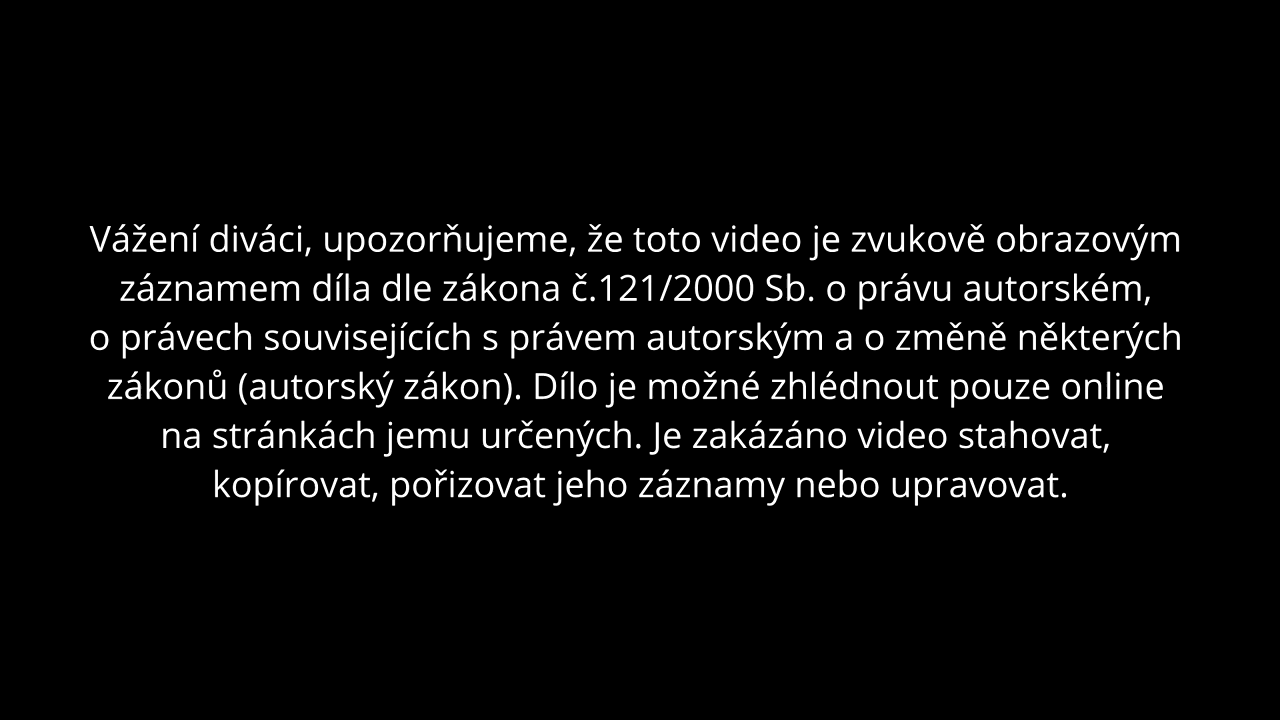 Vážení diváci, upozorňujeme, že toto video je zvukově obrazovým
záznamem díla dle zákona č.121/2000 Sb. o právu autorském,
o právech souvisejících s právem autorským a o změně některých
zákonů (autorský zákon). Dílo je možné zhlédnout pouze online
na stránkách jemu určených. Je zakázáno video stahovat,
kopírovat, pořizovat jeho záznamy nebo upravovat.